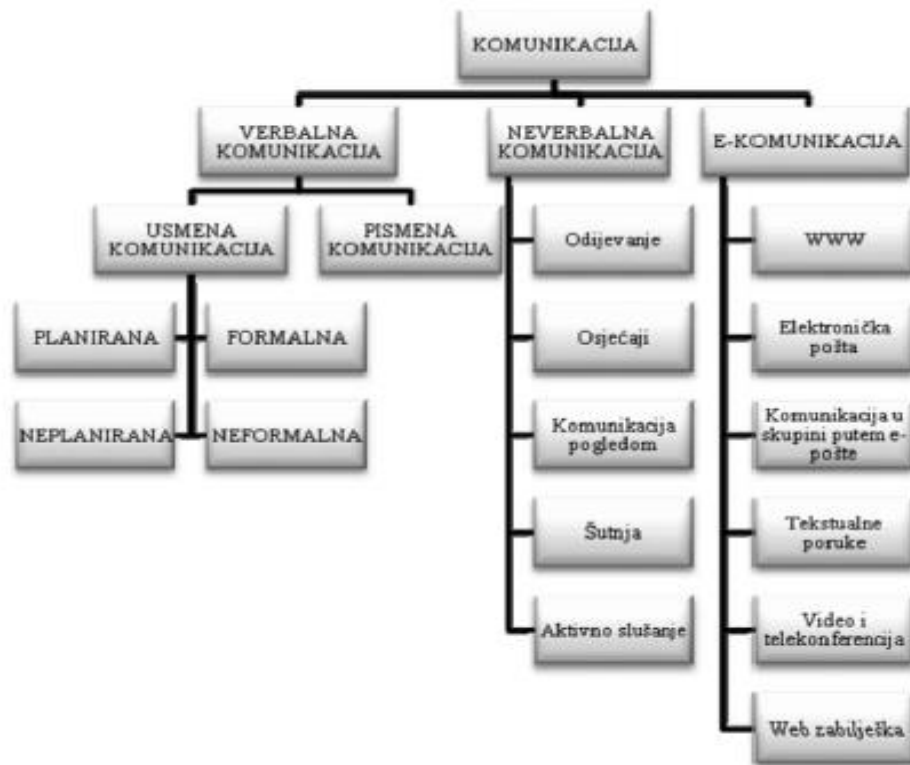 KOMUNIKACIJA
VERBALNA
KOMUNIKACIJA
NEVERBALNA
KOMUNIKACIJA
E-KOMUNIKACIJA
USMENA
KOMUNIKACIJA
PISMENA
KOMUNIKACIJA
PLANIRANA
FORMALNA
NEPLANIRANA
NEFORMALNA
Odijevanje
Osjećaji
Komunikacija
pogledom
Šutnja
Aktivno slušanje
WWW
Elektronička
pošta
Komunikacija u
skupini putem e-
pošte
Tekstualne
poruke
Video i
telekonferencija
Web zabilješka